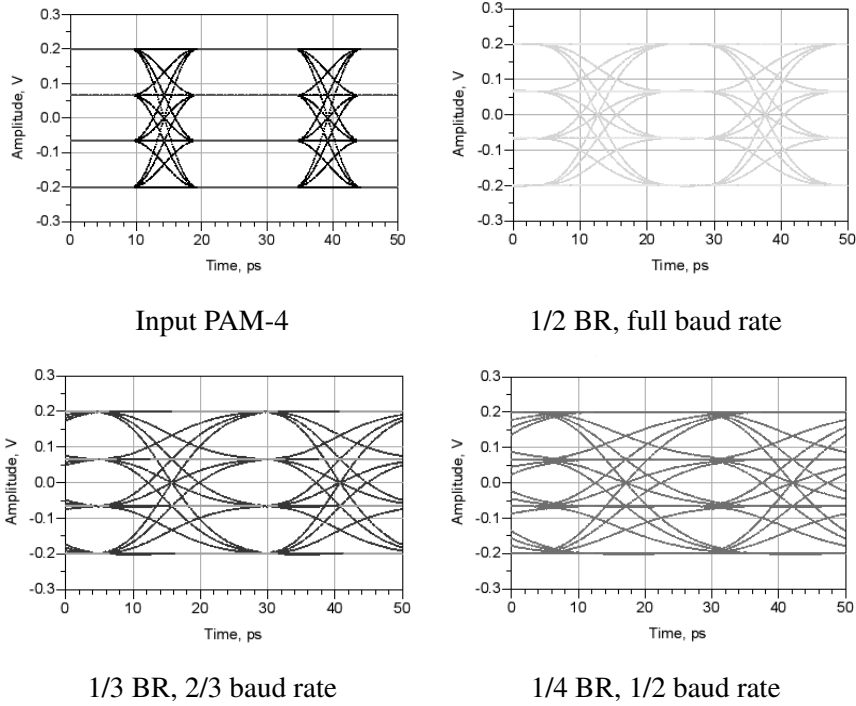 0.3
0.2
0.1
0.0
-0.1
-0.2
-0.3
Amplitude, V
0 10 20 30 40 50
Time, ps
Input PAM-4
0.3
0.2
0.1
0.0
-0.1
-0.2
-0.3
Amplitude, V
0 10 20 30 40 50
Time, ps
1/2 BR, full baud rate
0.3
0.2
0.1
0.0
-0.1
-0.2
-0.3
Amplitude, V
0 10 20 30 40 50
Time, ps
1/3 BR, 2/3 baud rate
0.3
0.2
0.1
0.0
-0.1
-0.2
-0.3
Amplitude, V
0 10 20 30 40 50
Time, ps
1/4 BR, 1/2 baud rate